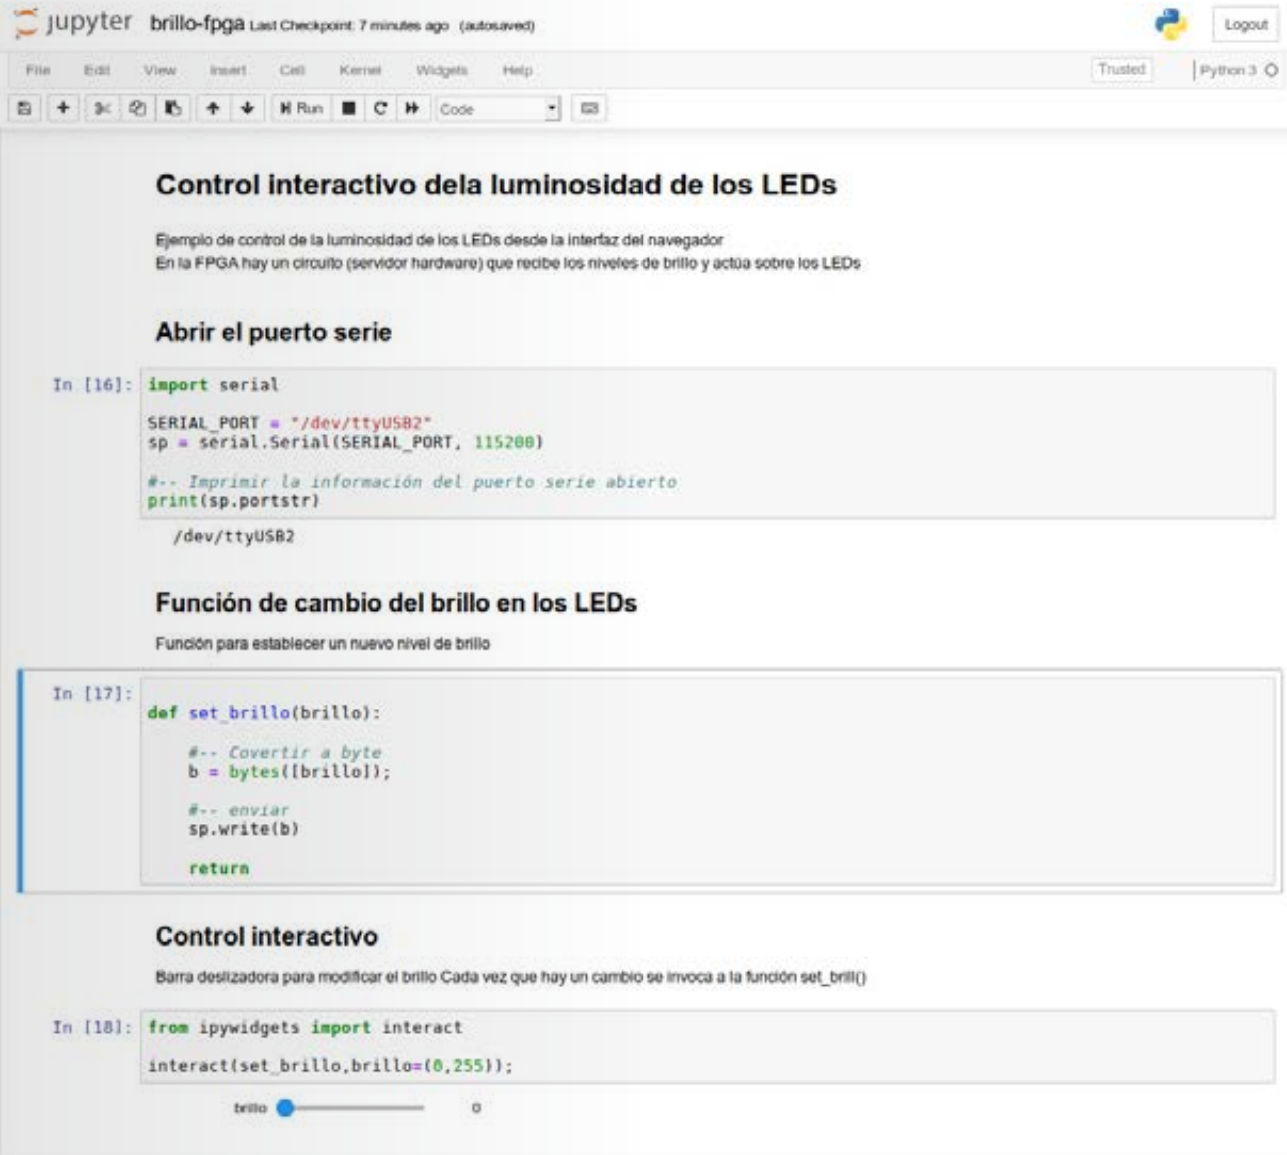 jupyter brillo-fpga Last Checkpoint: 7 minutes ago (autosaved) Logout
File Edit View Insert Cell Kernel Widgets Help Trusted Python 3
Run Code
Control interactivo dela luminosidad de los LEDs
Ejemplo de control de la luminosidad de los LEDs desde la interfaz del navegador
En la FPGA hay un circuito (servidor hardware) que recibe los niveles de brillo y actúa sobre los LEDs
Abrir el puerto serie
In [16]: import serial
SERIAL_PORT = "/dev/ttyUSB2"
sp = serial.Serial(SERIAL_PORT, 115200)
#-- Imprimir la información del puerto serie abierto
print(sp.portstr)
/dev/ttyUSB2
Función de cambio del brillo en los LEDs
Función para establecer un nuevo nivel de brillo
In [17]:
def set_brillo(brillo):
#-- Covertir a byte
b = bytes([brillo]);
#-- enviar
sp.write(b)
return
Control interactivo
Barra deslizadora para modificar el brillo Cada vez que hay un cambio se invoca a la función set_brill()
In [18]: from ipywidgets import interact
interact(set_brillo,brillo=(0,255));
brillo 0